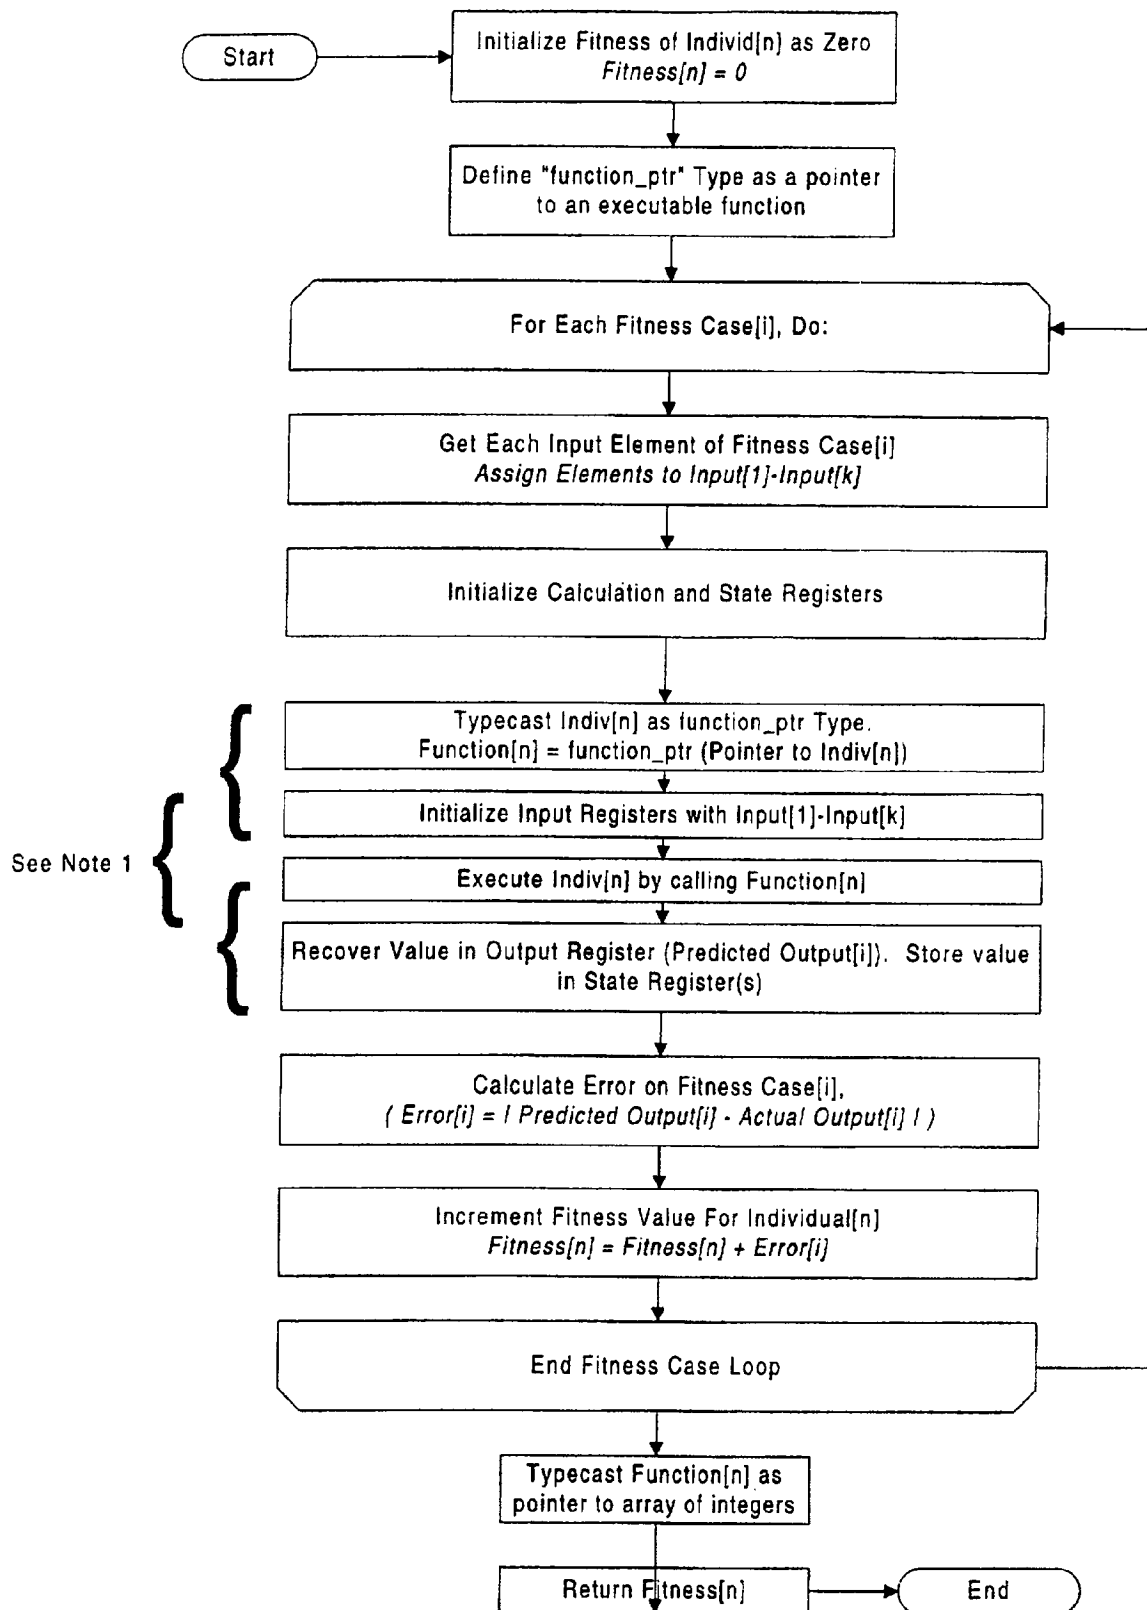 Start
Initialize Fitness of Individ[n] as Zero
Fitness[n] = 0
Define "function_ptr" Type as a pointer
to an executable function
For Each Fitness Case[i], Do:
Get Each Input Element of Fitness Case[i]
Assign Elements to Input[1]-Input[k]
Initialize Calculation and State Registers
Typecast Indiv[n] as function_ptr Type.
Function[n] = function_ptr (Pointer to Indiv[n])
Initialize Input Registers with Input[1]-Input[k]
See Note 1
Execute Indiv[n] by calling Function[n]
Recover Value in Output Register (Predicted Output[i]). Store value
in State Register(s)
Calculate Error on Fitness Case[i],
( Error[i] = | Predicted Output[i] - Actual Output[i] | )
Increment Fitness Value For Individual[n]
Fitness[n] = Fitness[n] + Error[i]
End Fitness Case Loop
Typecast Function[n] as
pointer to array of integers
Return Fitness[n]
End